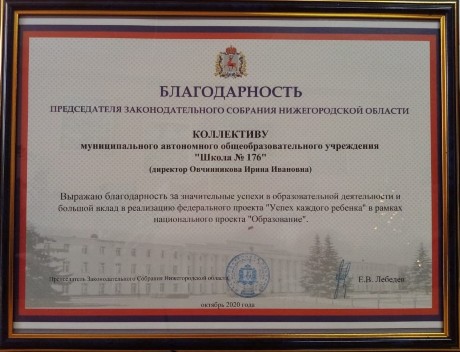 БЛАГОДАРНОСТЬ
ПРЕДСЕДАТЕЛЯ ЗАКОНОДАТЕЛЬНОГО СОБРАНИЯ НИЖЕГОРОДСКОЙ ОБЛАСТИ
КОЛЛЕКТИВУ
муниципального автономного общеобразовательного учреждения
"Школа № 176"
(директор Овчинникова Ирина Ивановна)
Выражаю благодарность за значительные успехи в образовательной деятельности и
большой вклад в реализацию федерального проекта "Успех каждого ребенка" в рамках
национального проекта "Образование".
Председатель Законодательного Собрания Нижегородской области
Е.В. Лебедев
октябрь 2020 года